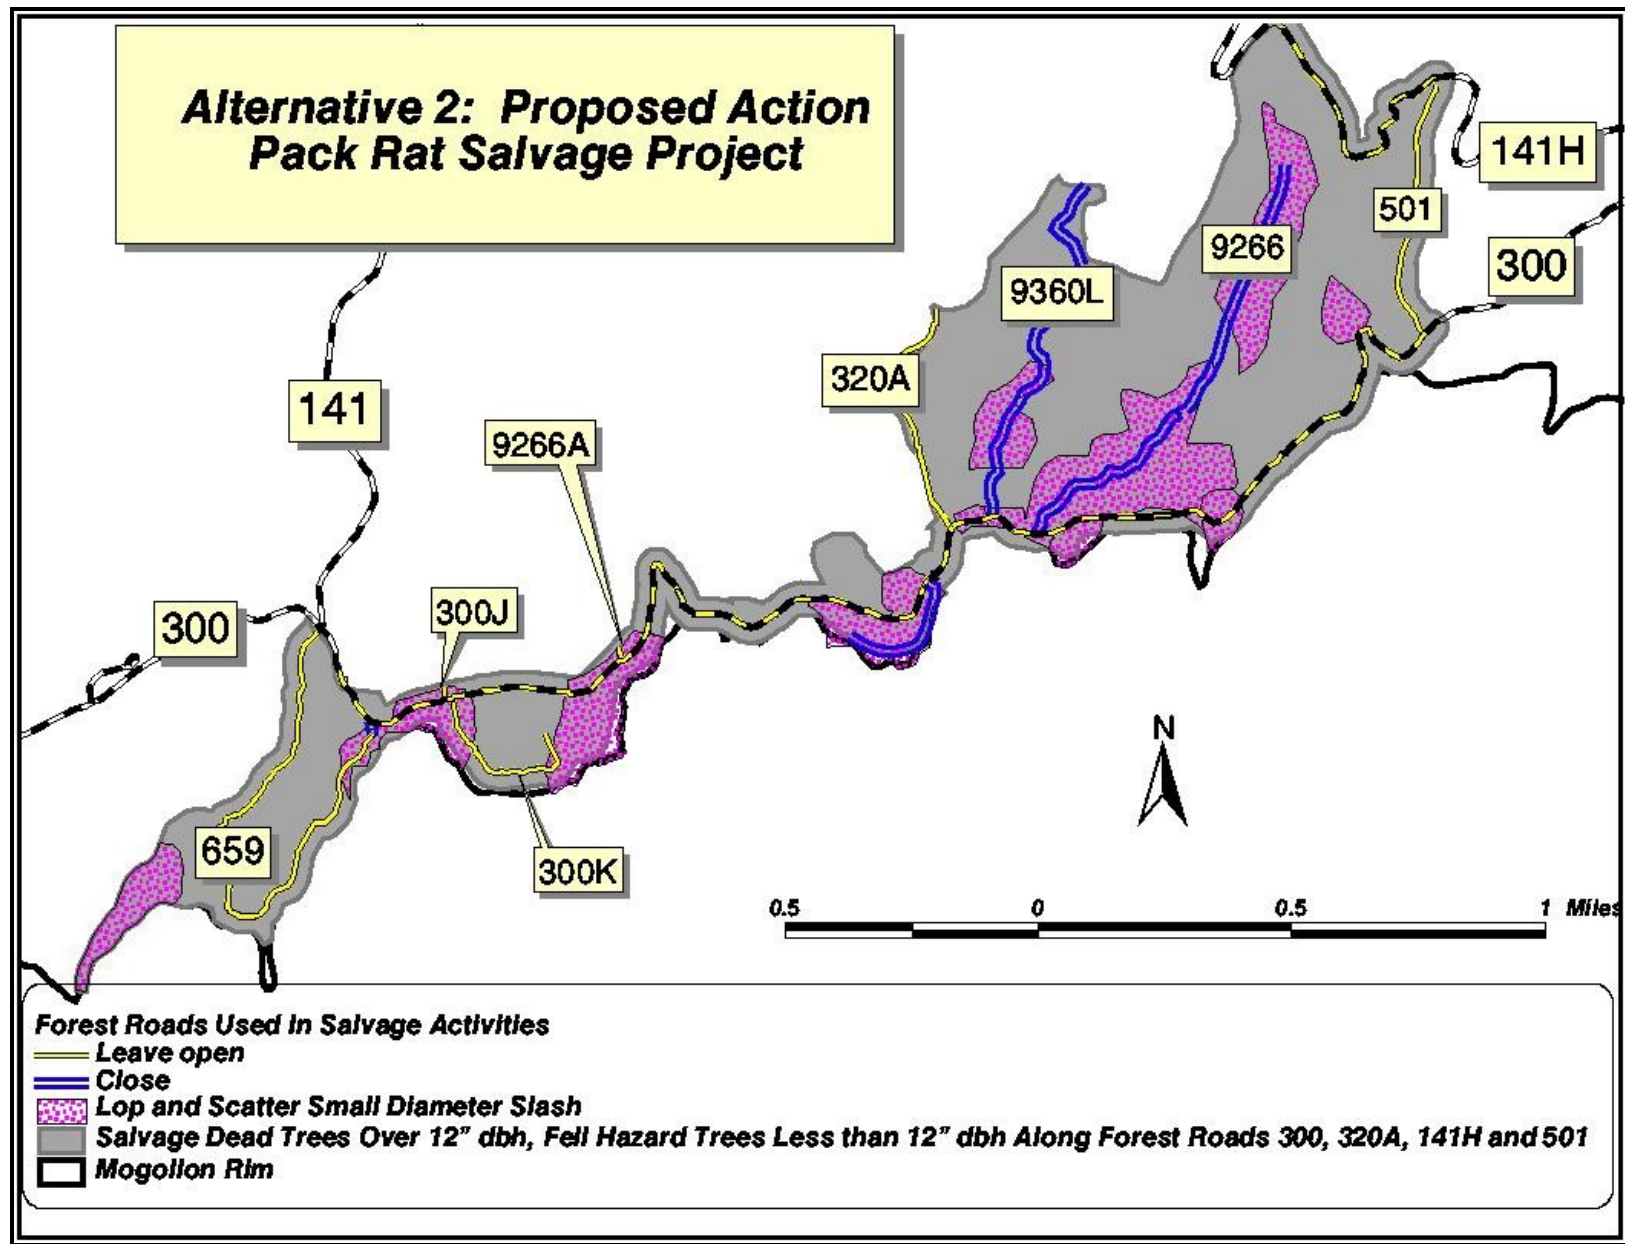 Alternative 2: Proposed Action
Pack Rat Salvage Project
141H
501
300
9266
9360L
320A
141
9266A
300J
300
659
300K
N
0.5 0 0.5 1 Miles
Forest Roads Used in Salvage Activities
Leave open
Close
Lop and Scatter Small Diameter Slash
Salvage Dead Trees Over 12" dbh, Fell Hazard Trees Less than 12" dbh Along Forest Roads 300, 320A, 141H and 501
Mogollon Rim